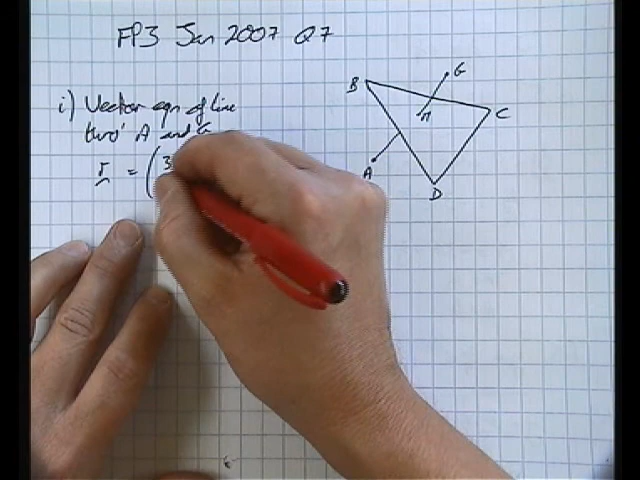 FP3 Jan 2007 Q7
i) Vector eqn of line
thro' A and G
r = (3
B
G
M
C
A
D